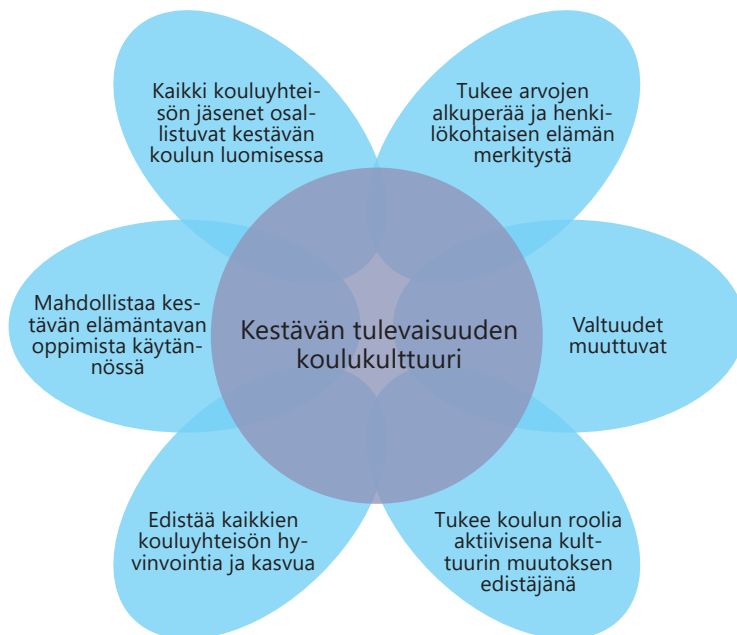 Kaikki kouluyhtei-
sön jäsenet osal-
listuvat kestävän
koulun luomisessa
Tukee arvojen
alkuperää ja henki-
lökohtaisen elämän
merkitystä
Mahdollistaa kes-
tävän elämäntavan
oppimista käytän-
nössä
Kestävän tulevaisuuden
koulukulttuuri
Valtuudet
muuttuvat
Edistää kaikkien
kouluyhteisön hy-
vinvointia ja kasvua
Tukee koulun roolia
aktiivisena kult-
tuurin muutoksen
edistäjänä